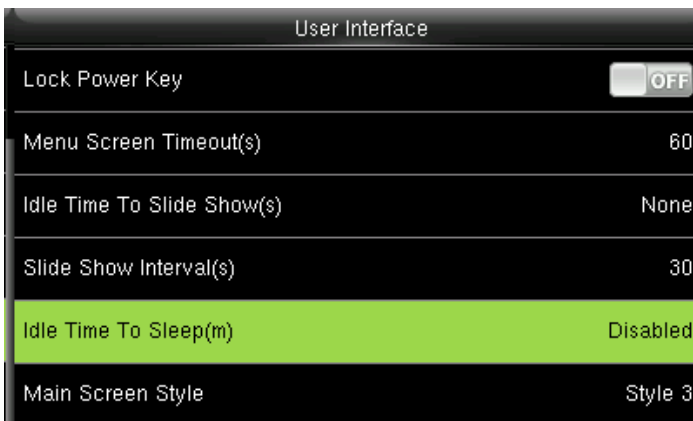 User Interface
Lock Power Key OFF
Menu Screen Timeout(s) 60
Idle Time To Slide Show(s) None
Slide Show Interval(s) 30
Idle Time To Sleep(m) Disabled
Main Screen Style Style 3